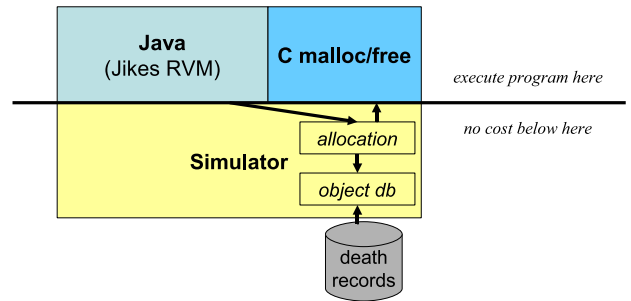 Java
(Jikes RVM)
C malloc/free
execute program here
no cost below here
allocation
Simulator
object db
death
records